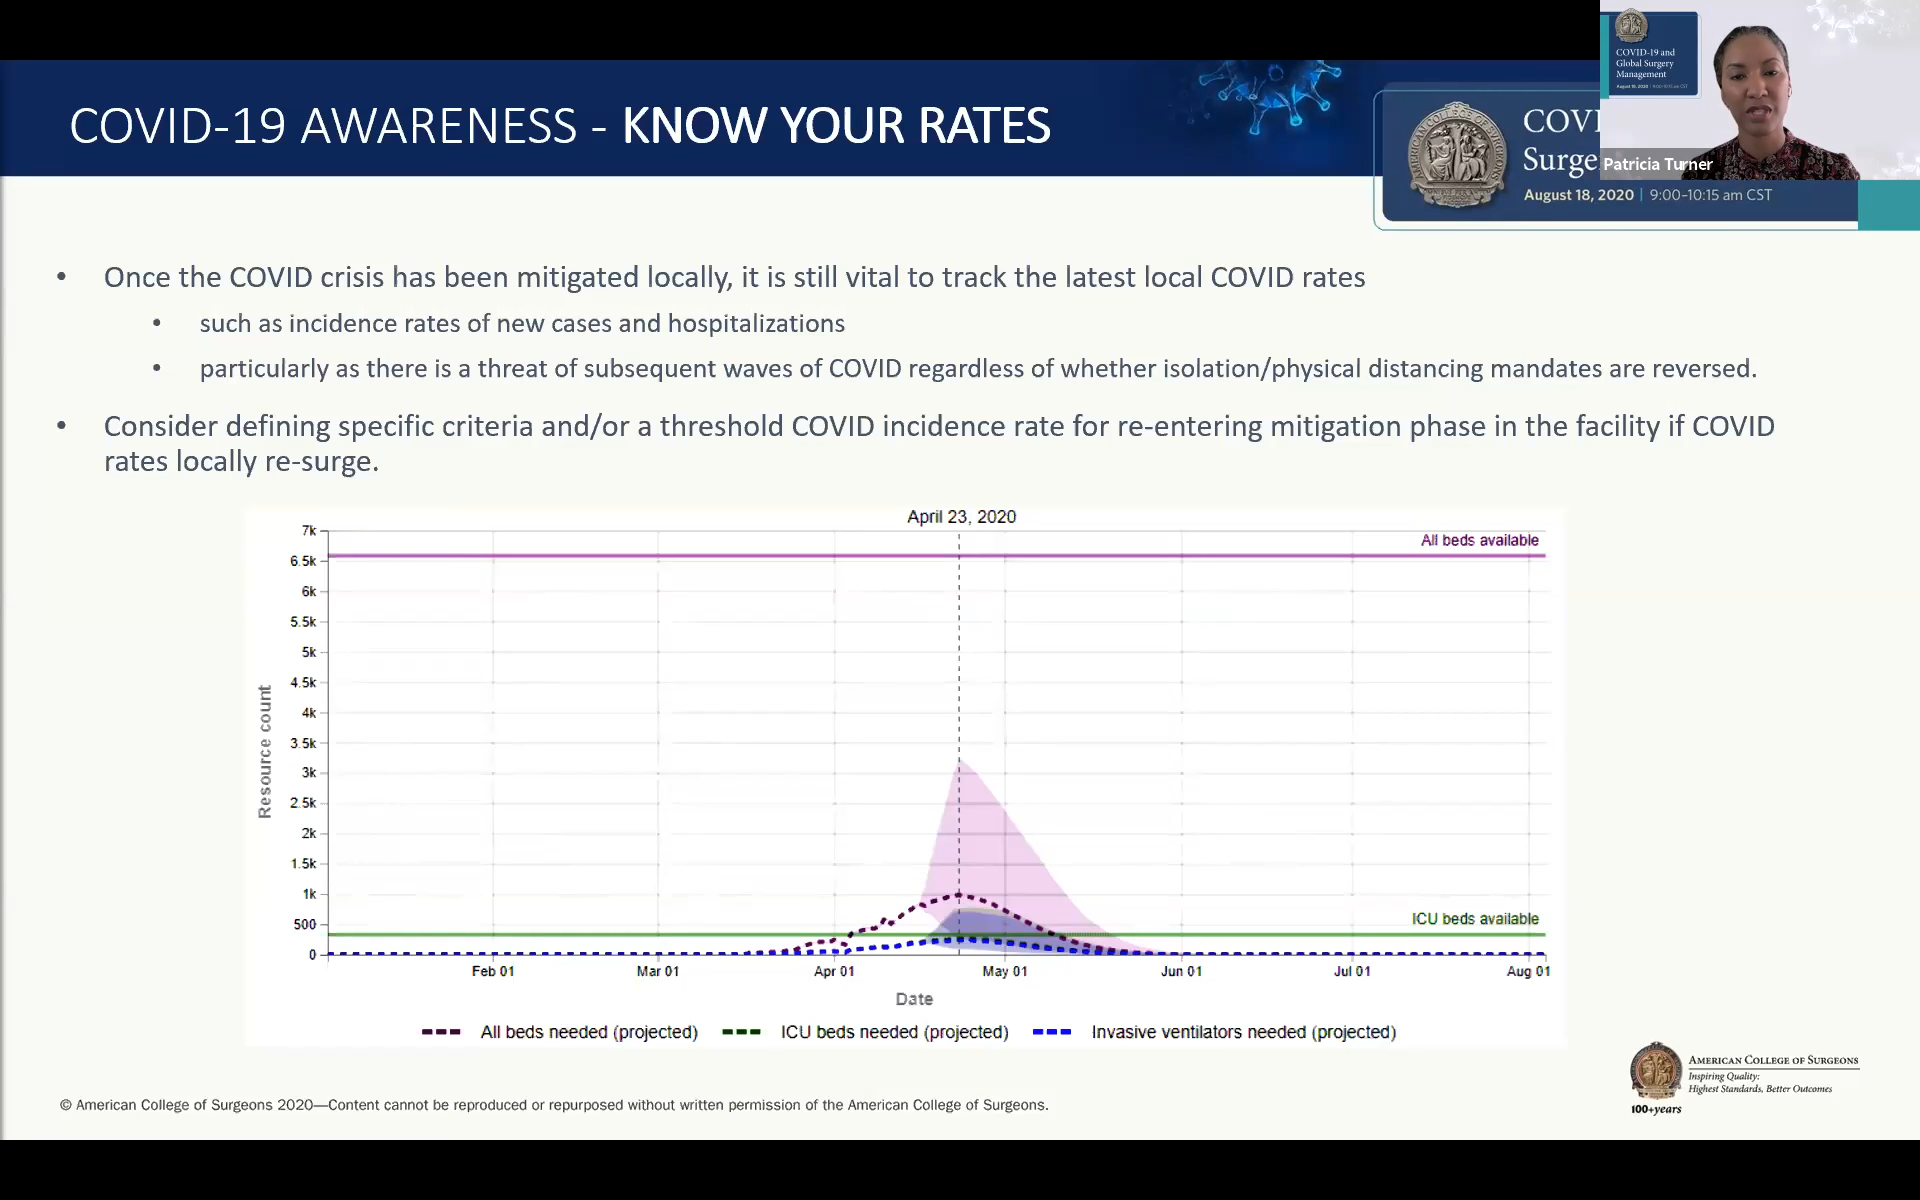 COVID-19 AWARENESS - KNOW YOUR RATES
COVID-19 and
Global Surgery
Management
Patricia Turner
COVI
Surge
August 18, 2020 | 9:00–10:15 am CST
• Once the COVID crisis has been mitigated locally, it is still vital to track the latest local COVID rates
• such as incidence rates of new cases and hospitalizations
• particularly as there is a threat of subsequent waves of COVID regardless of whether isolation/physical distancing mandates are reversed.
• Consider defining specific criteria and/or a threshold COVID incidence rate for re-entering mitigation phase in the facility if COVID
rates locally re-surge.
April 23, 2020
All beds available
7k
6.5k
6k
5.5k
5k
4.5k
4k
3.5k
3k
2.5k
2k
1.5k
1k
500
0
Resource count
ICU beds available
Feb 01 Mar 01 Apr 01 May 01 Jun 01 Jul 01 Aug 01
Date
All beds needed (projected) ICU beds needed (projected) Invasive ventilators needed (projected)
AMERICAN COLLEGE OF SURGEONS
Inspiring Quality:
Highest Standards, Better Outcomes
100+years
© American College of Surgeons 2020—Content cannot be reproduced or repurposed without written permission of the American College of Surgeons.